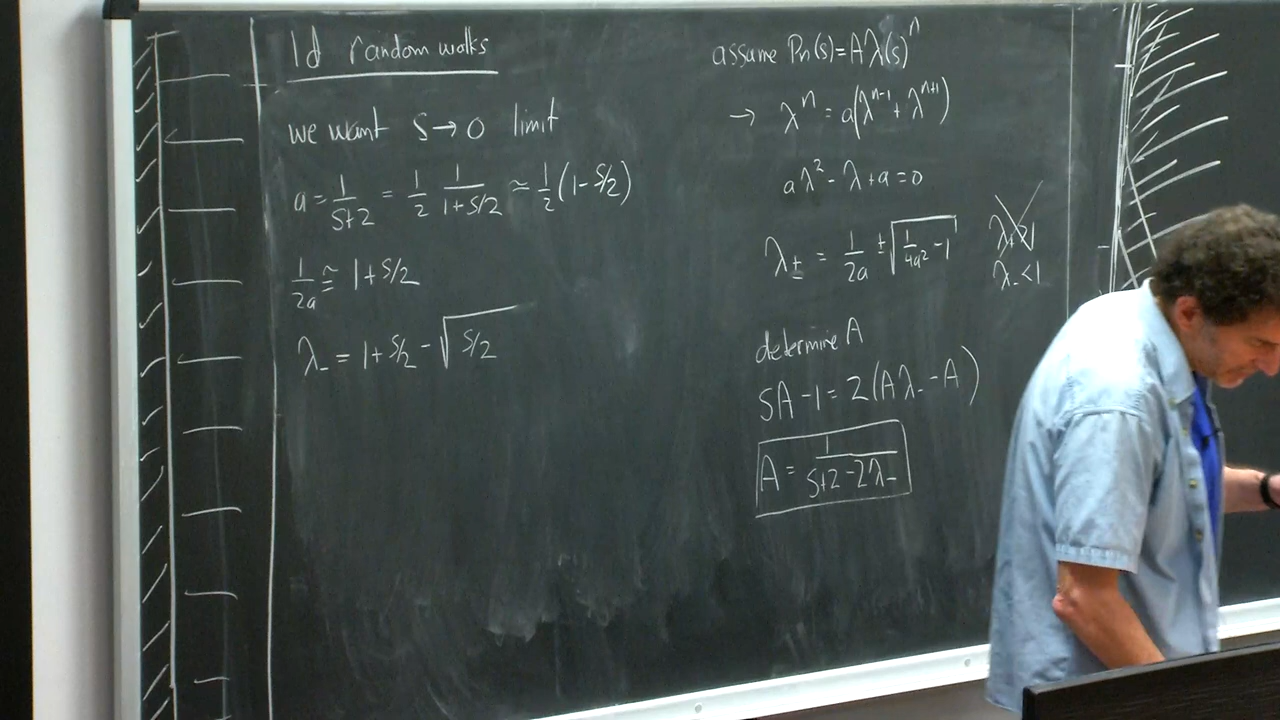 1d random walks
we want S→0 limit
a = 1/(S+2) = 1/2 1/(1+S/2) ≈ 1/2(1-S/2)
1/2a ≅ 1+S/2
λ₋ = 1+S/2 - √(S/2)
assume Pn(s)=Aλ(s)ⁿ
→ λⁿ = a(λⁿ⁻¹+λⁿ⁺¹)
aλ² - λ+a=0
λ± = 1/2a ± √(1/4a² - 1)
λ₊>1
λ₋<1
determine A
SA-1=2(Aλ₋-A)
A = 1/(S+2-2λ₋)